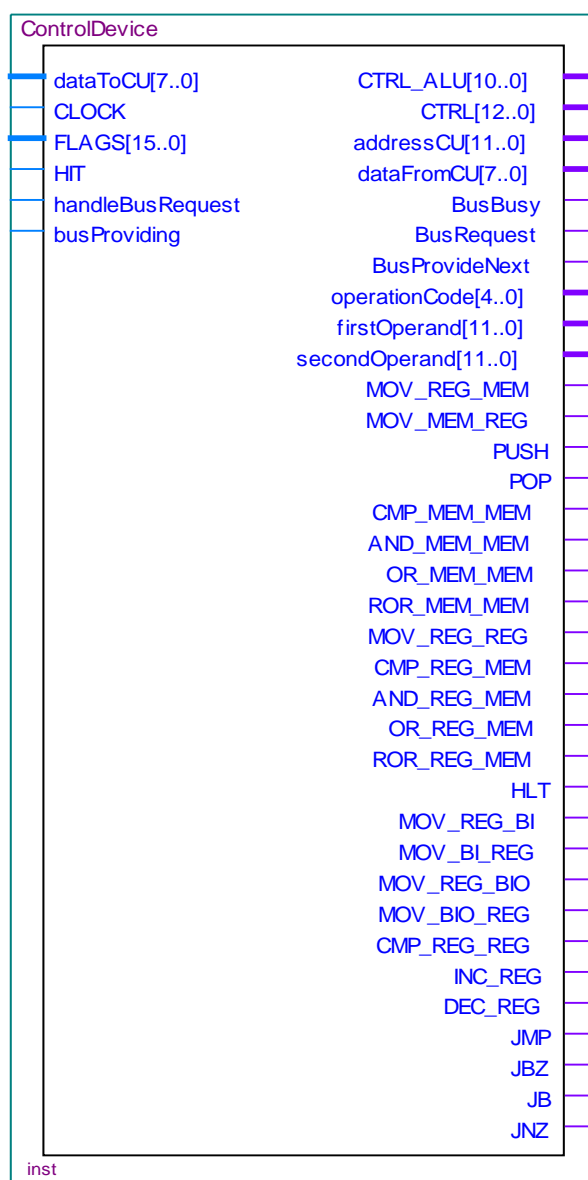 ControlDevice
dataToCU[7..0] CTRL_ALU[10..0]
CLOCK CTRL[12..0]
FLAGS[15..0] addressCU[11..0]
HIT dataFromCU[7..0]
handleBusRequest BusBusy
busProviding BusRequest
BusProvideNext
operationCode[4..0]
firstOperand[11..0]
secondOperand[11..0]
MOV_REG_MEM
MOV_MEM_REG
PUSH
POP
CMP_MEM_MEM
AND_MEM_MEM
OR_MEM_MEM
ROR_MEM_MEM
MOV_REG_REG
CMP_REG_MEM
AND_REG_MEM
OR_REG_MEM
ROR_REG_MEM
HLT
MOV_REG_BI
MOV_BI_REG
MOV_REG_BIO
MOV_BIO_REG
CMP_REG_REG
INC_REG
DEC_REG
JMP
JBZ
JB
JNZ
inst